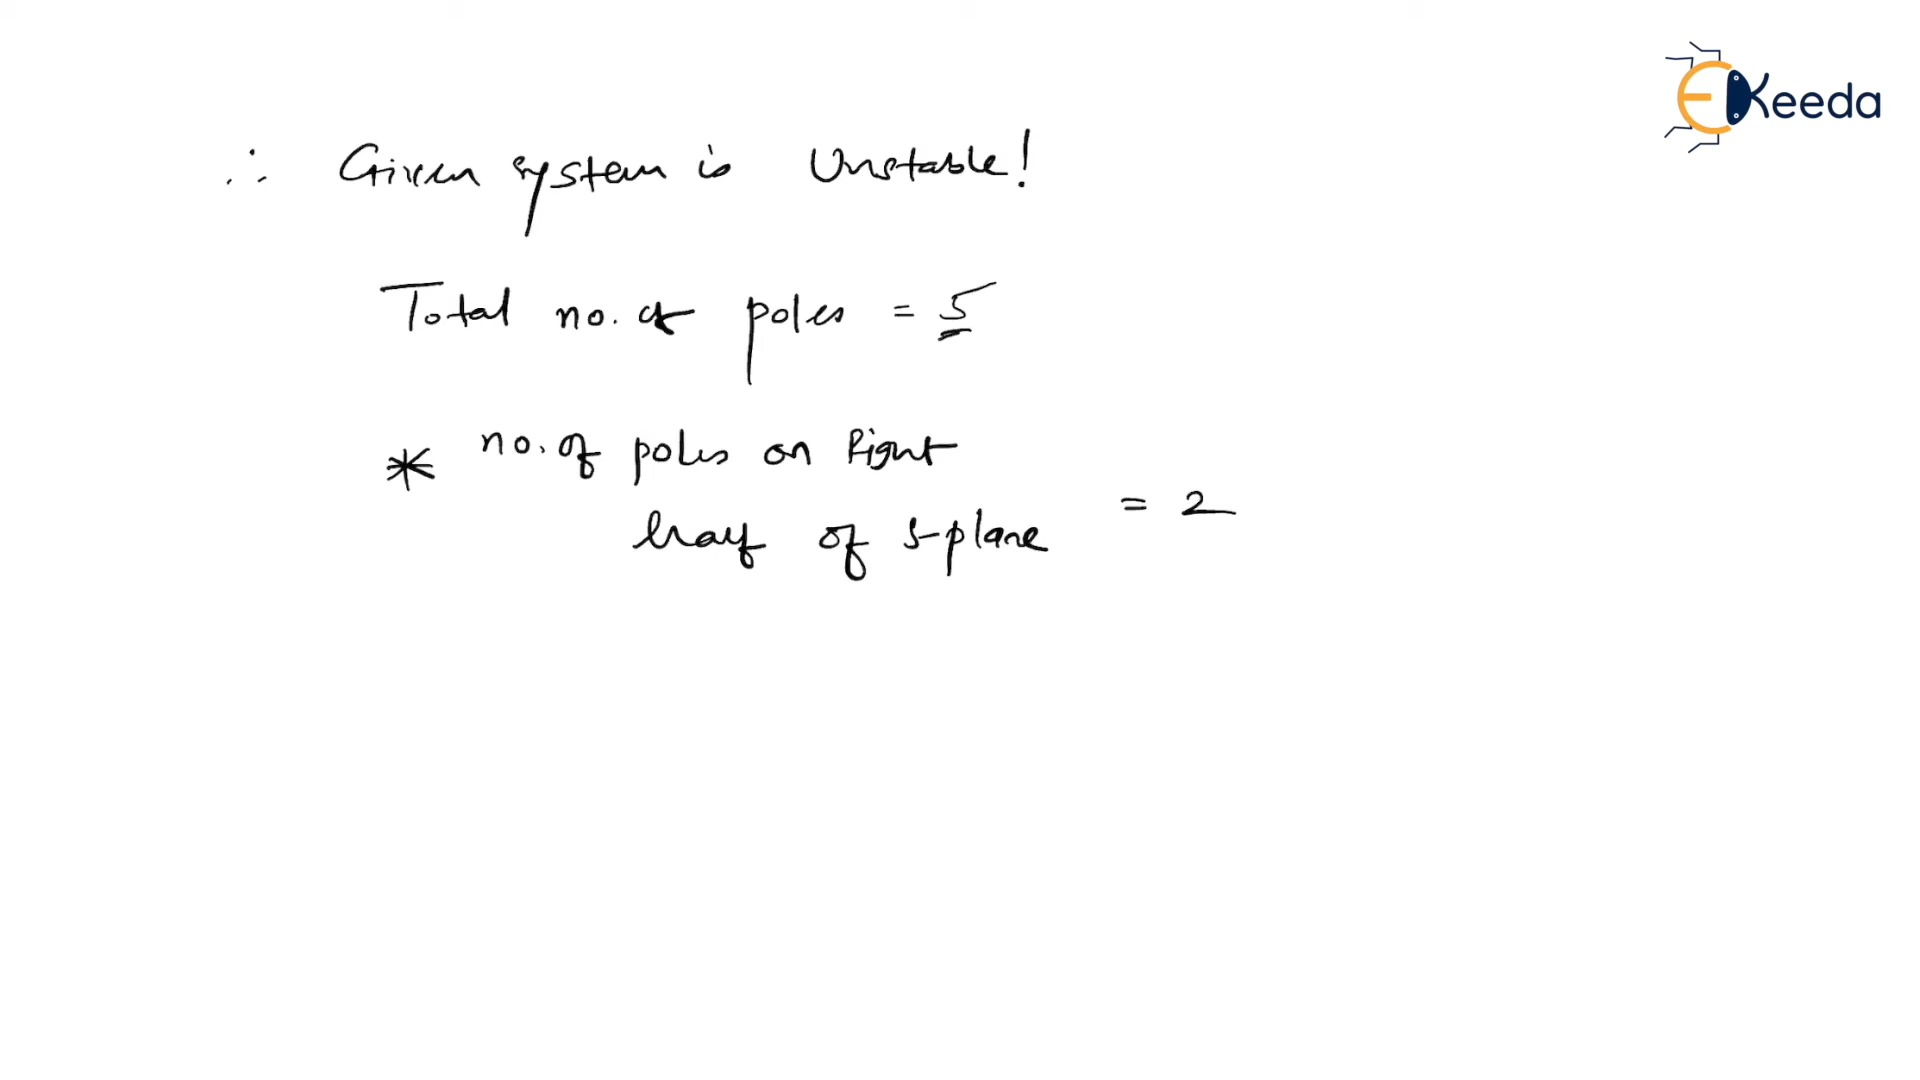 EKeeda
∴ Given system is Unstable!
Total no. of poles = 5
* no. of poles on Right
half of s-plane = 2